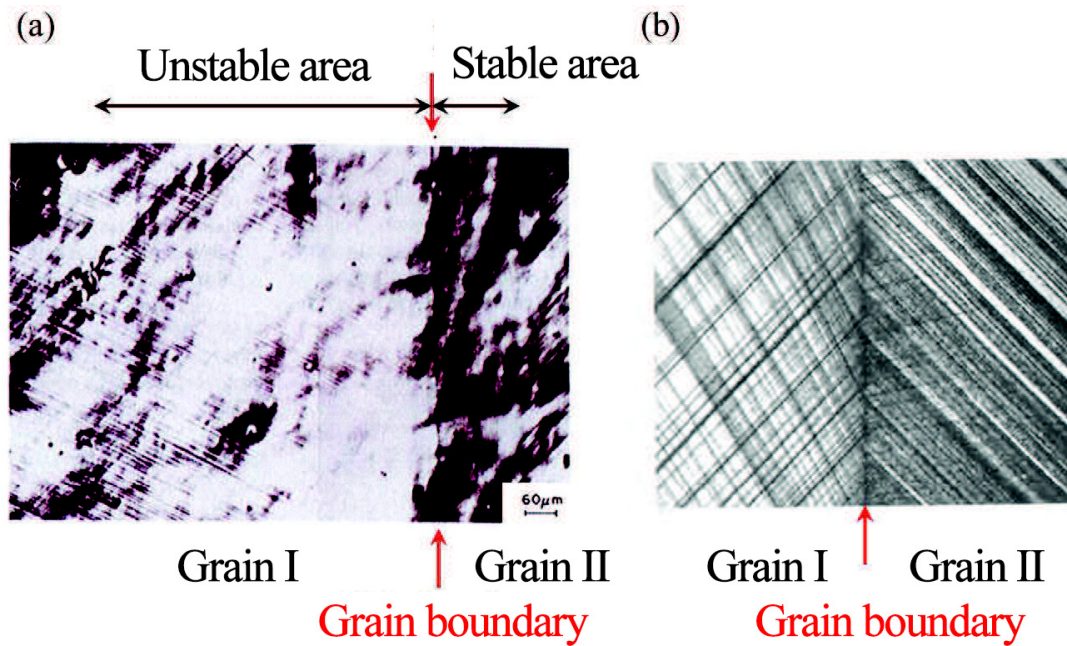 (a)
(b)
Unstable area
Stable area
60μm
Grain I
Grain II
Grain boundary
Grain I
Grain II
Grain boundary